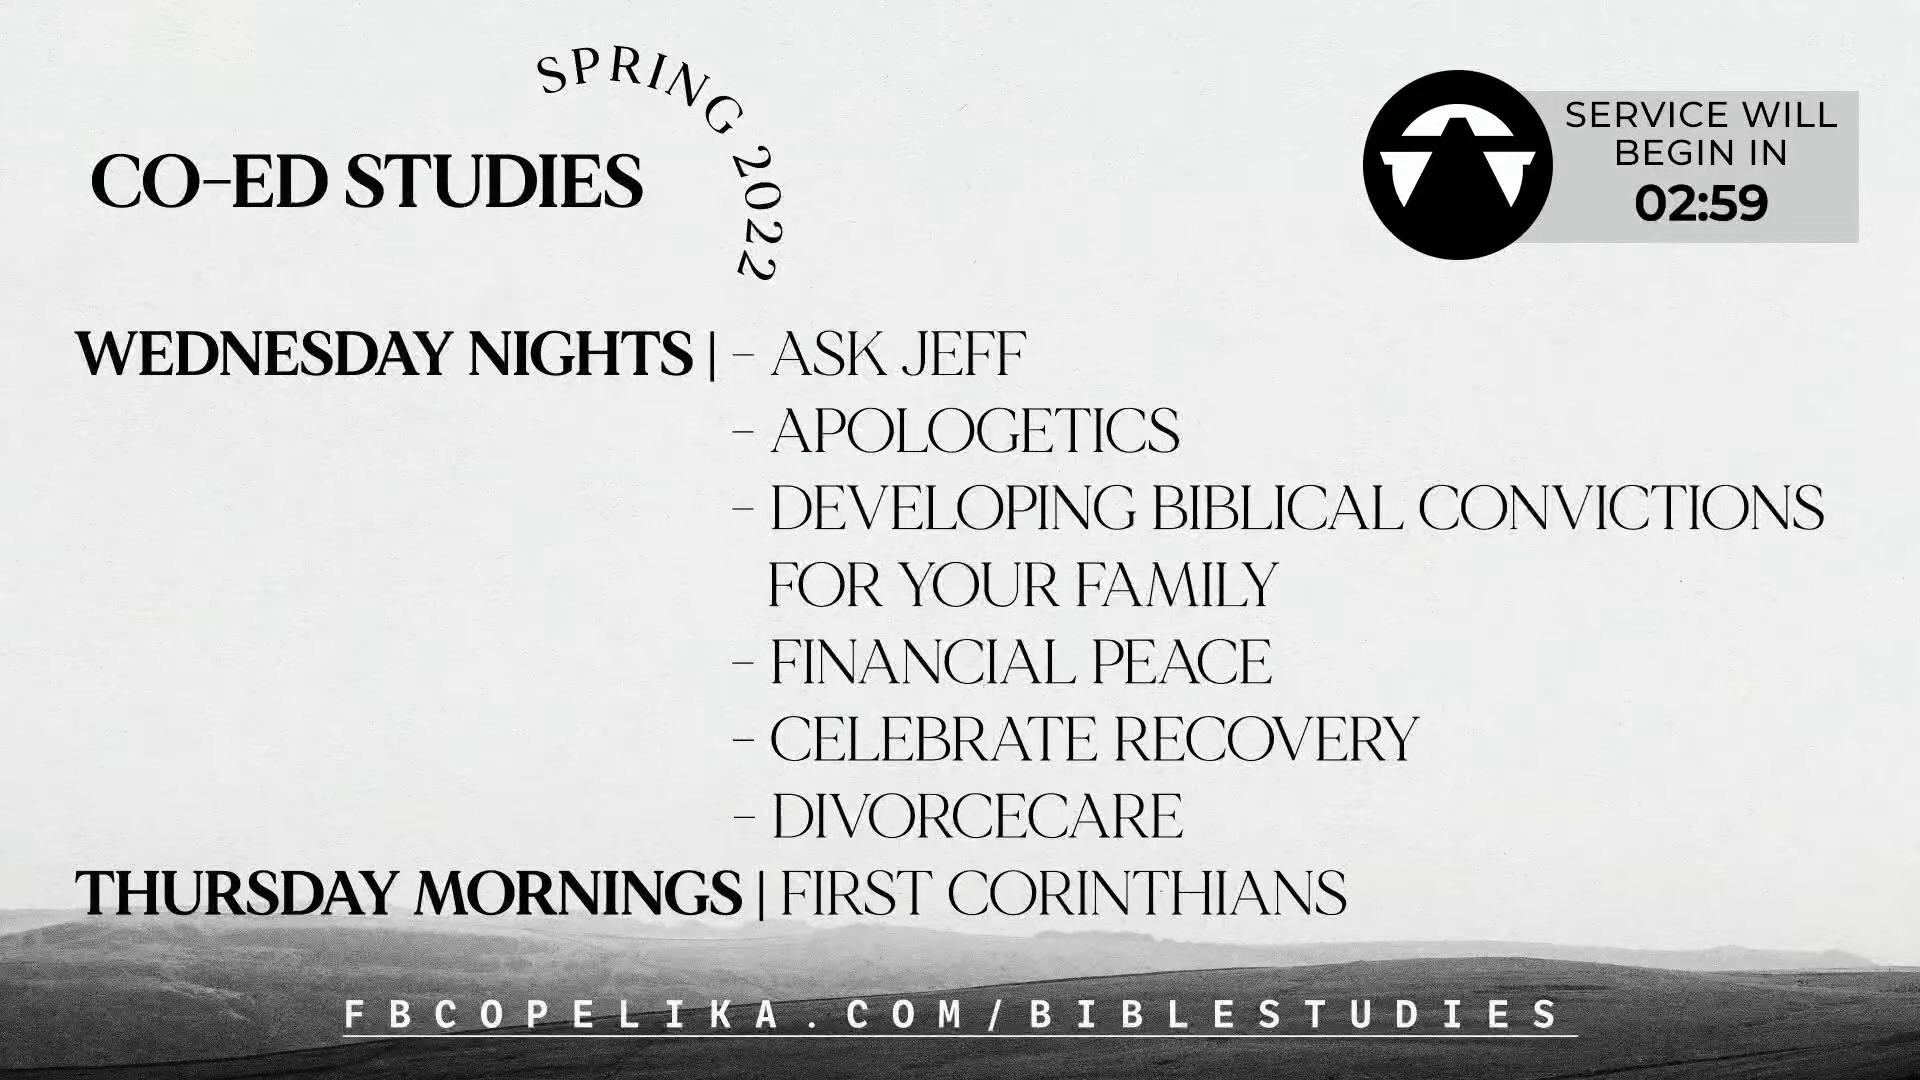 SPRING 2022
CO-ED STUDIES
SERVICE WILL
BEGIN IN
02:59
WEDNESDAY NIGHTS | - ASK JEFF
- APOLOGETICS
- DEVELOPING BIBLICAL CONVICTIONS
FOR YOUR FAMILY
- FINANCIAL PEACE
- CELEBRATE RECOVERY
- DIVORCECARE
THURSDAY MORNINGS | FIRST CORINTHIANS
FBCOPELIKA.COM/BIBLESTUDIES